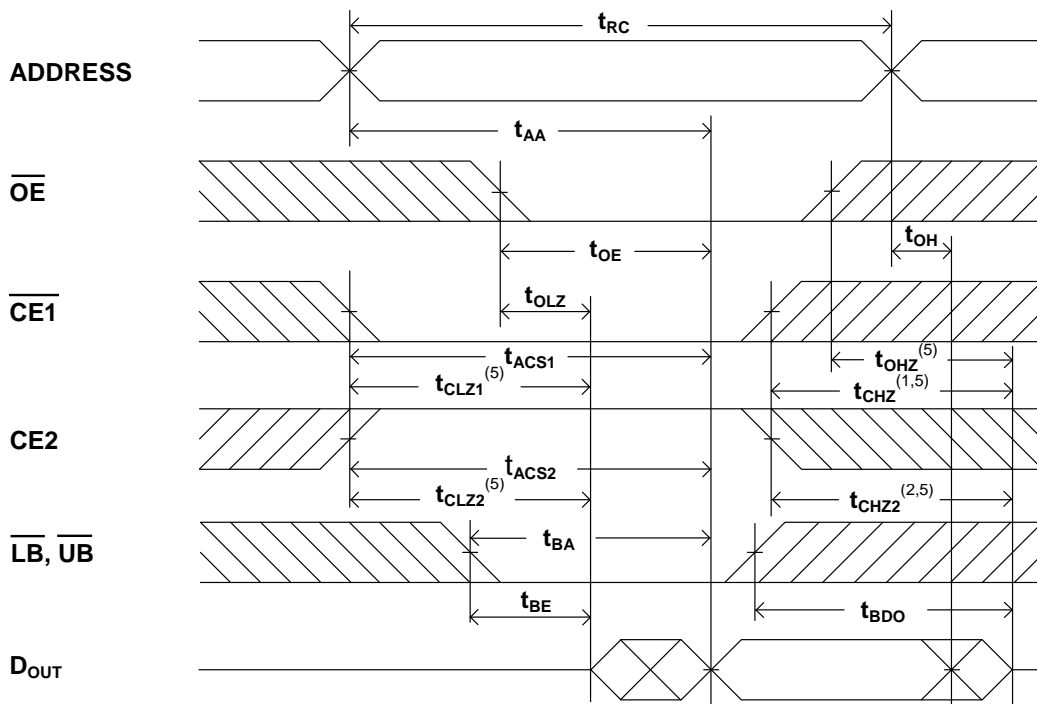 tRC
ADDRESS
tAA
OE
tOH
tOE
CE1
tOLZ
tACS1
tOHZ(5)
tCLZ1(5)
tCHZ(1,5)
CE2
tACS2
tCLZ2(5)
tCHZ2(2,5)
LB, UB
tBA
tBE
tBDO
DOUT